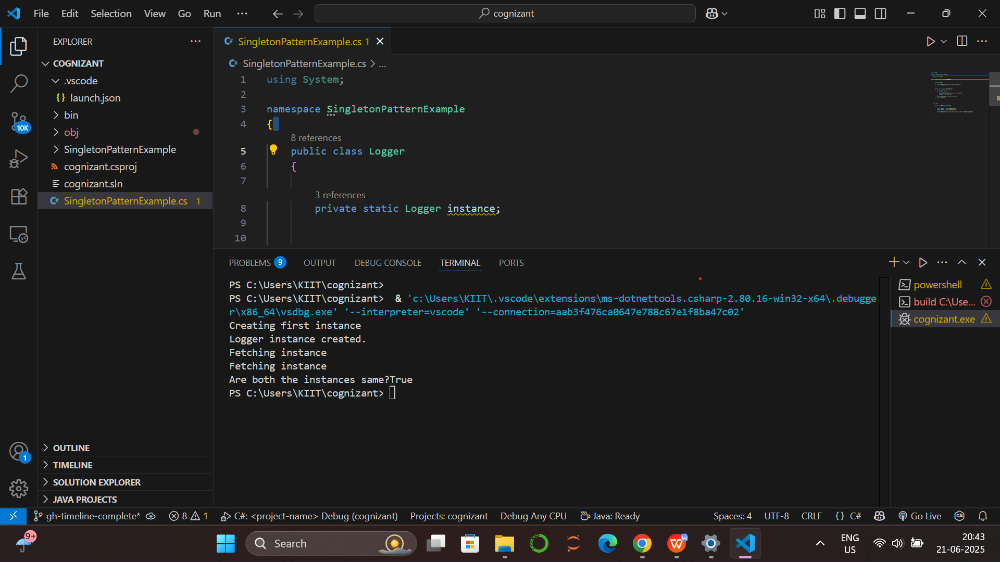 File Edit Selection View Go Run ···
cognizant
EXPLORER
SingletonPatternExample.cs 1
COGNIZANT
SingletonPatternExample.cs > ...
.vscode
launch.json
bin
obj
SingletonPatternExample
cognizant.csproj
cognizant.sln
SingletonPatternExample.cs 1
10K
1 using System;
2
3 namespace SingletonPatternExample
4 {
8 references
5 public class Logger
6 {
7
3 references
8 private static Logger instance;
9
10
PROBLEMS 9 OUTPUT DEBUG CONSOLE TERMINAL PORTS
PS C:\Users\KIIT\cognizant>
PS C:\Users\KIIT\cognizant> & 'c:\Users\KIIT\.vscode\extensions\ms-dotnettools.csharp-2.80.16-win32-x64\.debugge
r\x86_64\vsdbg.exe' '--interpreter=vscode' '--connection=aab3f476ca0647e788c67e1f8ba47c02'
Creating first instance
Logger instance created.
Fetching instance
Fetching instance
Are both the instances same?True
PS C:\Users\KIIT\cognizant>
powershell
build C:\Use...
cognizant.exe
OUTLINE
TIMELINE
SOLUTION EXPLORER
JAVA PROJECTS
1
gh-timeline-complete* 8 1 C#: <project-name> Debug (cognizant) Projects: cognizant Debug Any CPU Java: Ready Spaces: 4 UTF-8 CRLF {} C# Go Live
9+
Search
ENG
US
20:43
21-06-2025